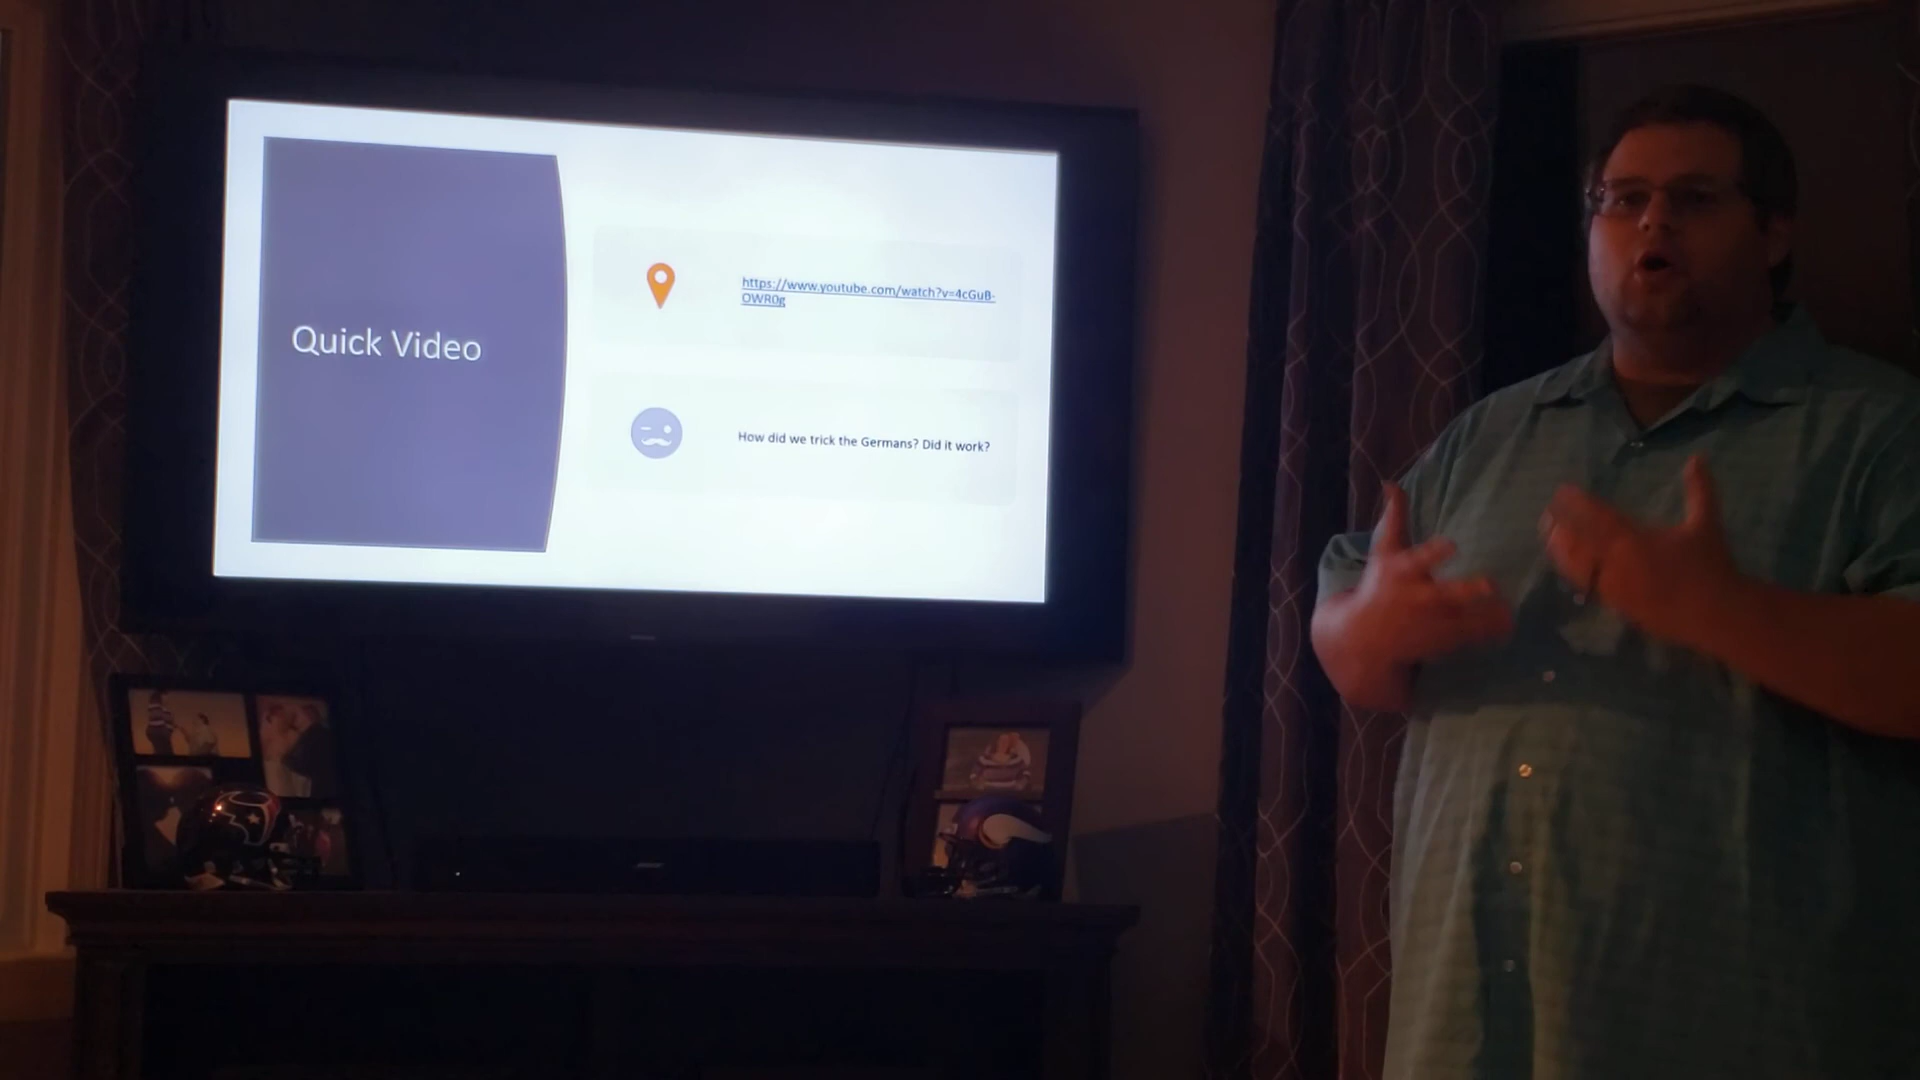 Quick Video
https://www.youtube.com/watch?v=4cGuB-
OWR0g
How did we trick the Germans? Did it work?